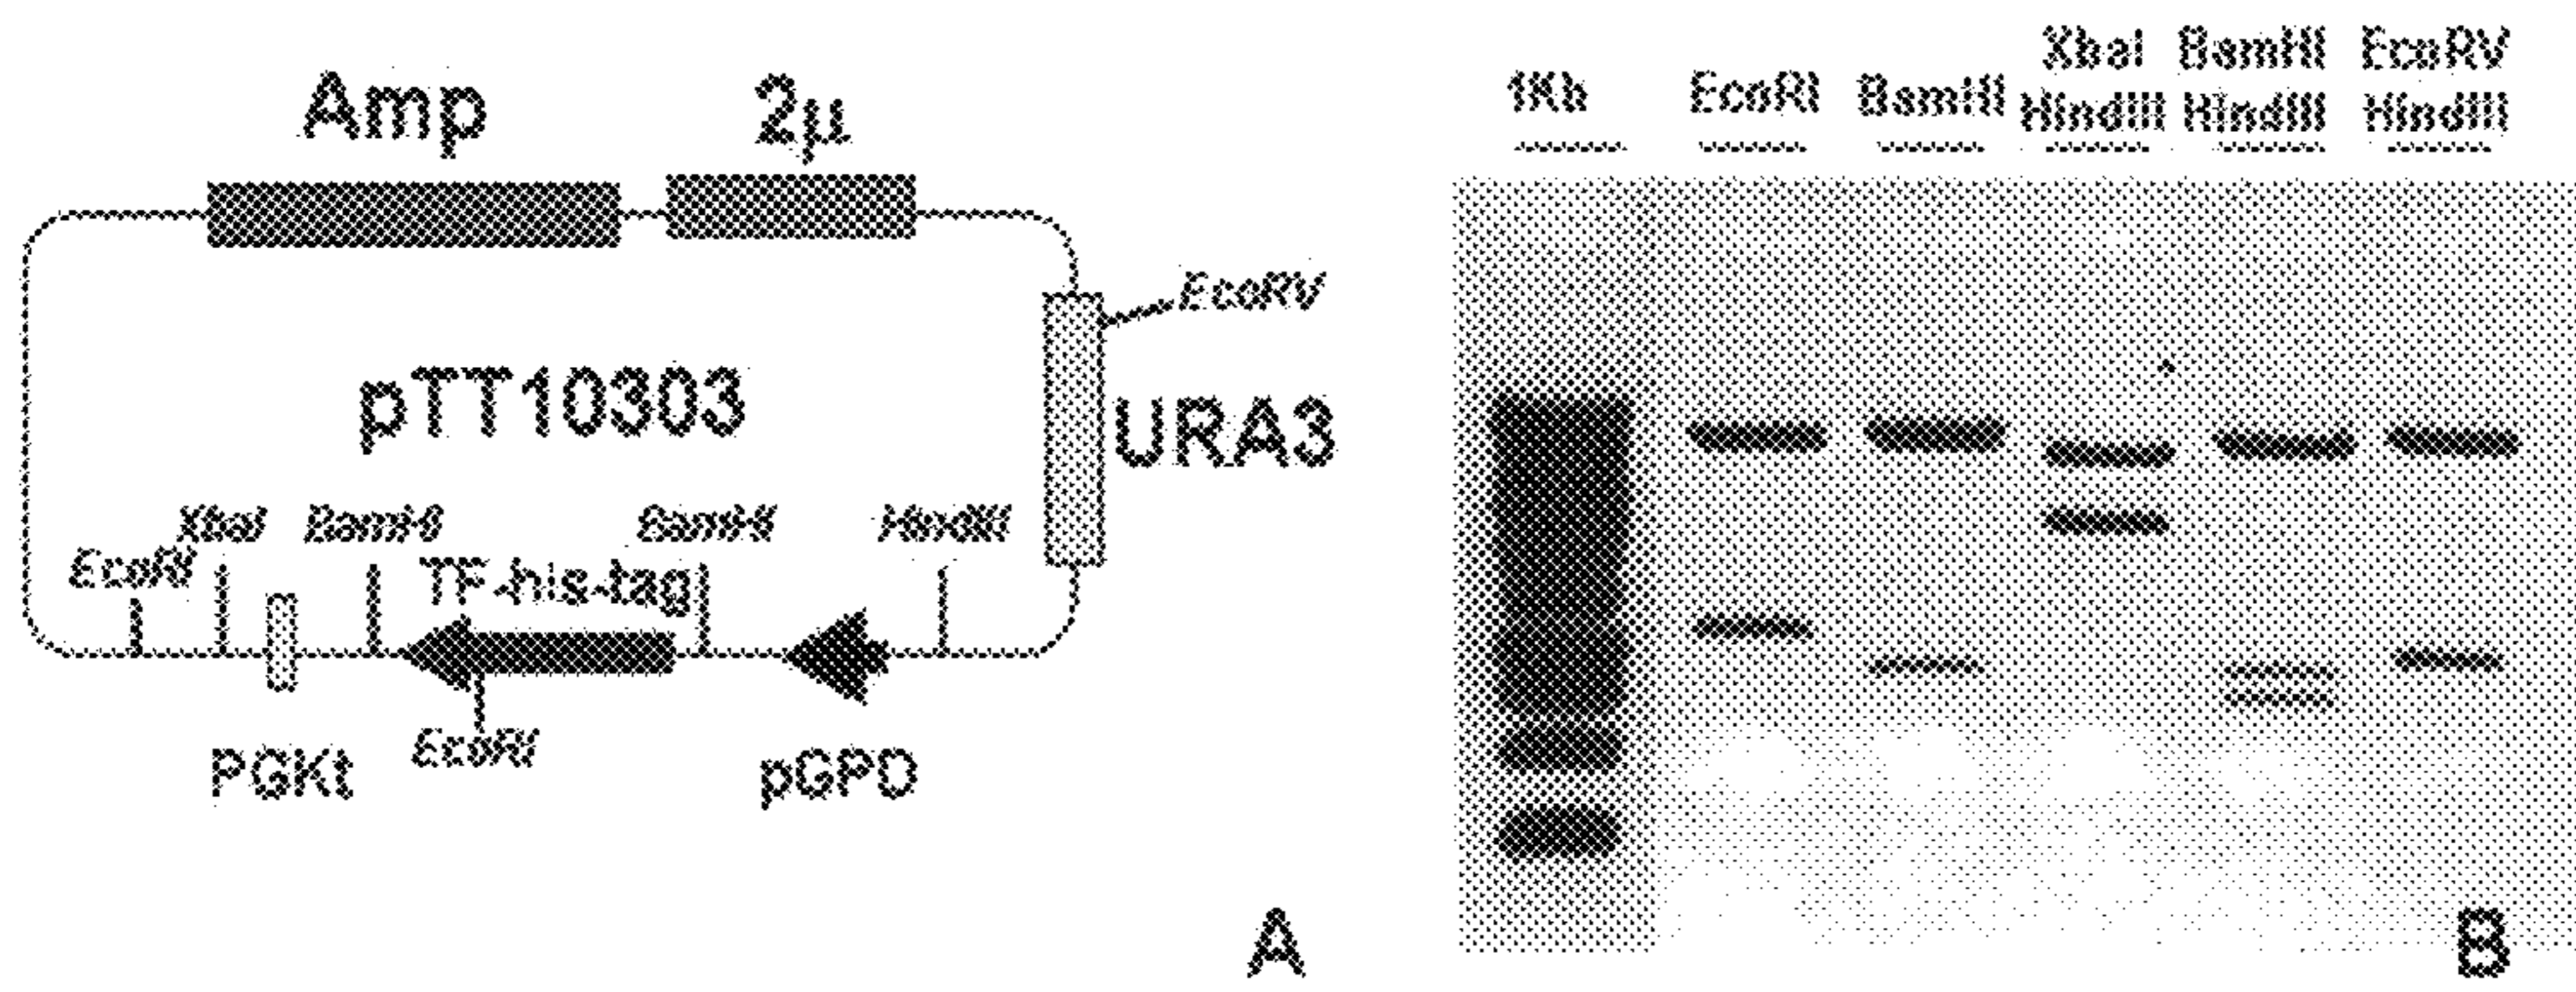 Amp 2µ
EcoRV
pTT10303
URA3
XbaI BamHI BamHI HindIII
EcoRI
TF-his-tag
EcoRI
PGKt pGPD
A
XbaI BamHI EcoRV
1Kb EcoRI BamHI HindIII HindIII HindIII
B